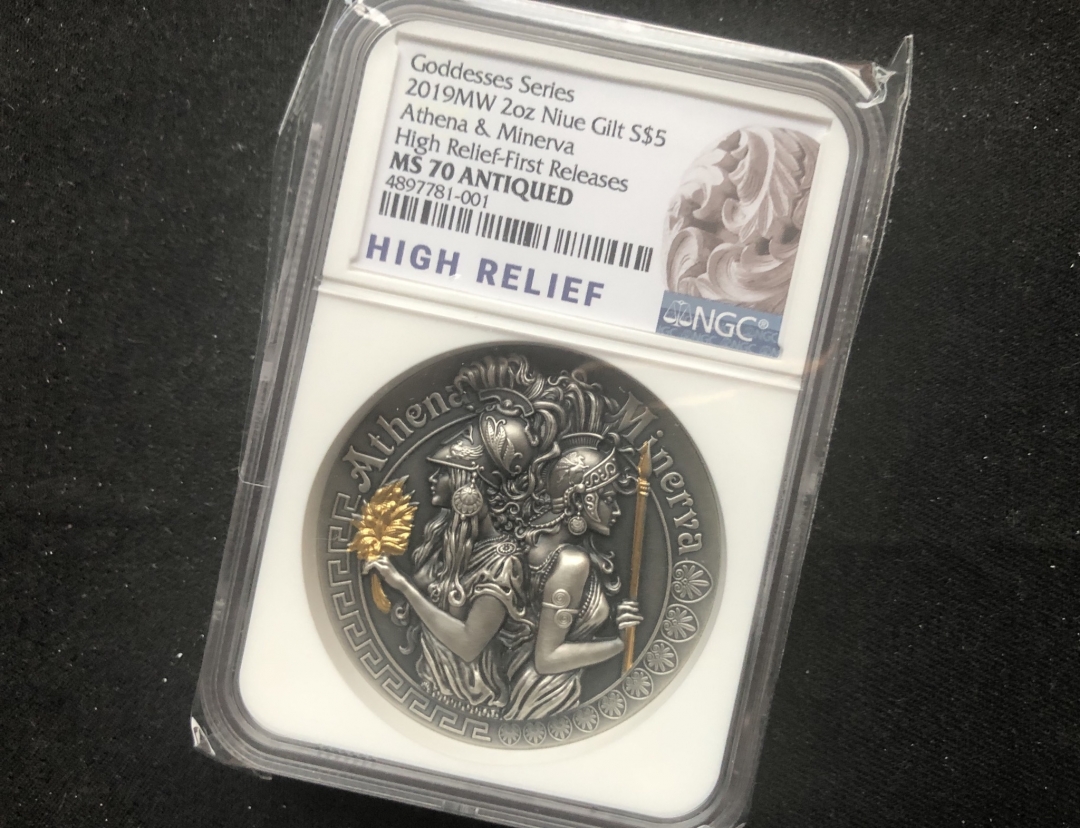 Goddesses Series
2019MW 2oz Niue Gilt S$5
Athena & Minerva
High Relief-First Releases
MS 70 ANTIQUED
4897781-001
HIGH RELIEF
NGC®
Athena
Minerva